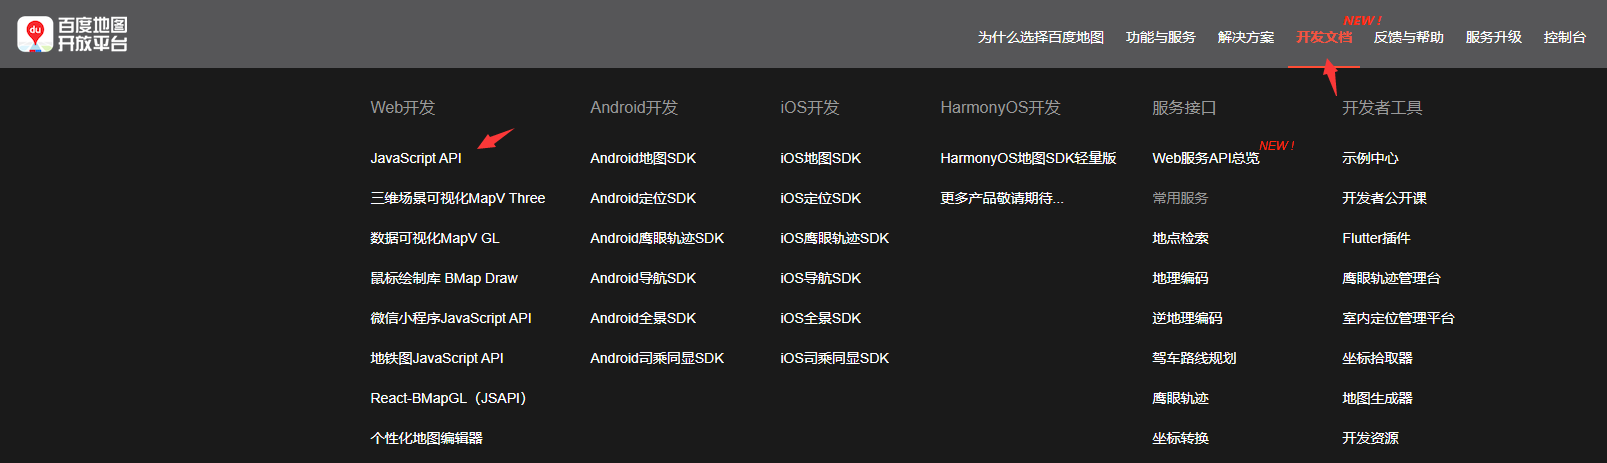 du
百度地图
开放平台
为什么选择百度地图
功能与服务
解决方案
开发文档
NEW !
反馈与帮助
服务升级
控制台
Web开发
JavaScript API
三维场景可视化MapV Three
数据可视化MapV GL
鼠标绘制库 BMap Draw
微信小程序JavaScript API
地铁图JavaScript API
React-BMapGL（JSAPI）
个性化地图编辑器
Android开发
Android地图SDK
Android定位SDK
Android鹰眼轨迹SDK
Android导航SDK
Android全景SDK
Android司乘同显SDK
iOS开发
iOS地图SDK
iOS定位SDK
iOS鹰眼轨迹SDK
iOS导航SDK
iOS全景SDK
iOS司乘同显SDK
HarmonyOS开发
HarmonyOS地图SDK轻量版
更多产品敬请期待...
服务接口
Web服务API总览
NEW !
常用服务
地点检索
地理编码
逆地理编码
驾车路线规划
鹰眼轨迹
坐标转换
开发者工具
示例中心
开发者公开课
Flutter插件
鹰眼轨迹管理台
室内定位管理平台
坐标拾取器
地图生成器
开发资源